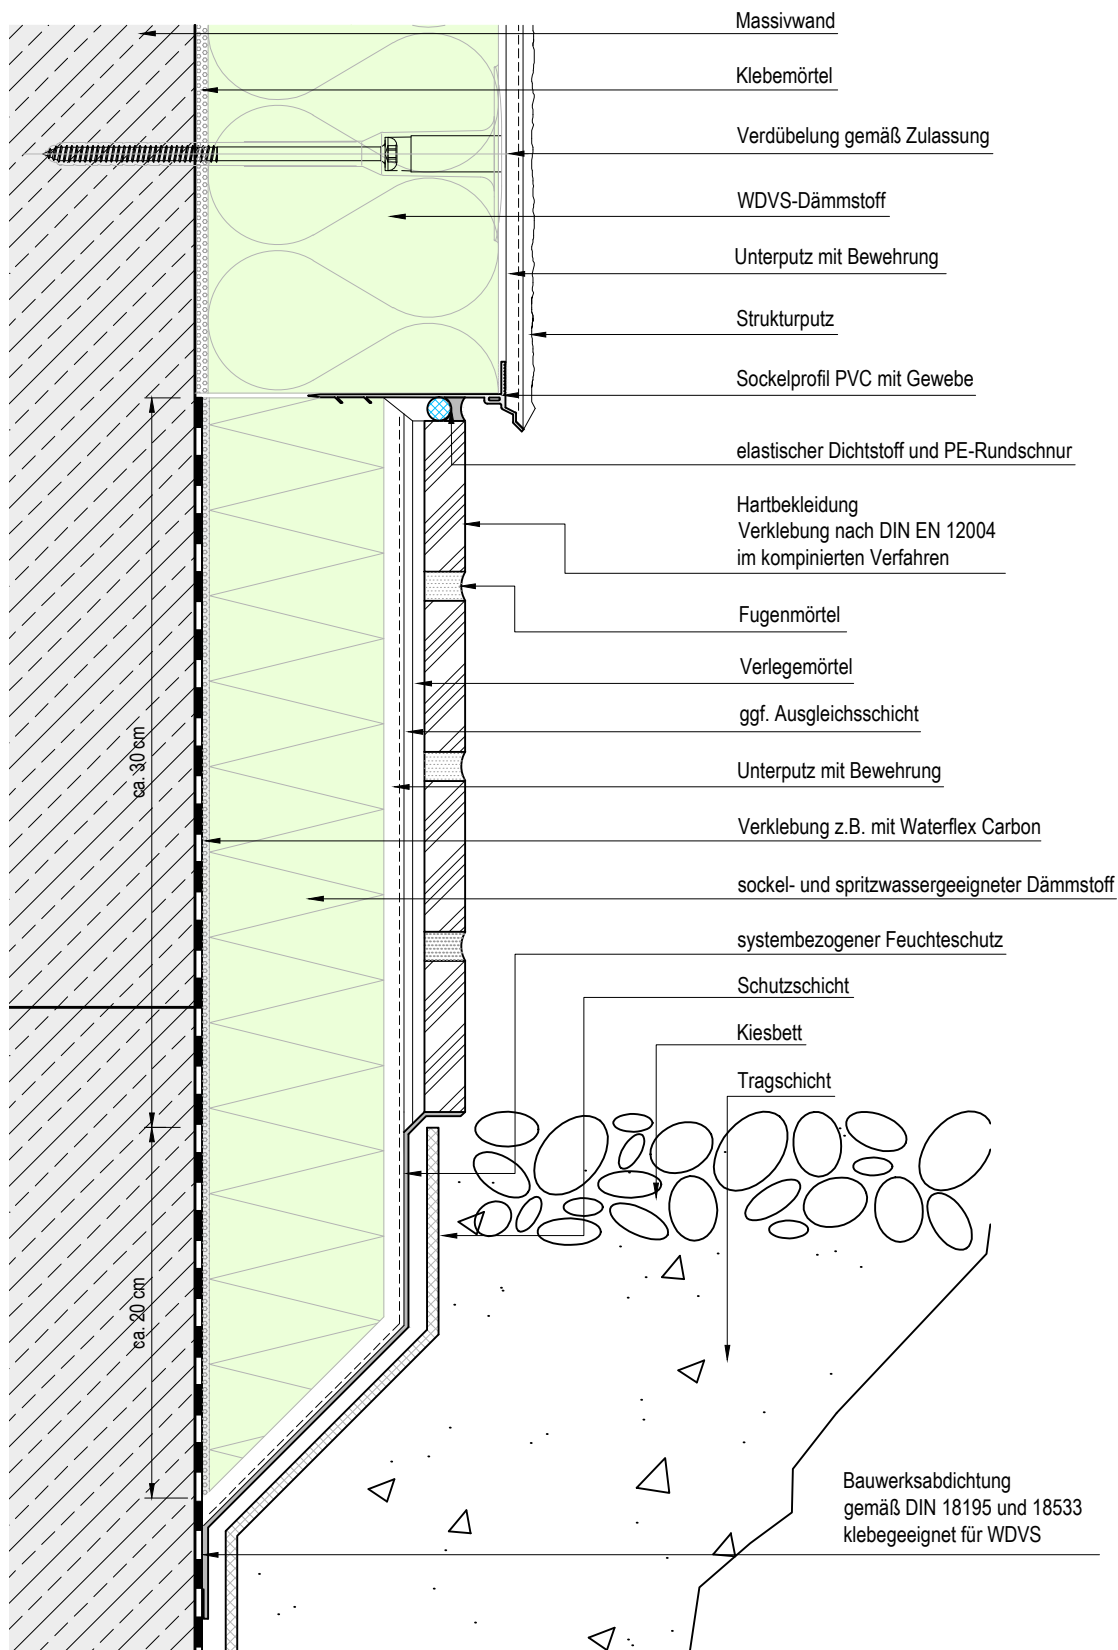 Massivwand
Klebemörtel
Verdübelung gemäß Zulassung
WDVS-Dämmstoff
Unterputz mit Bewehrung
Strukturputz
Sockelprofil PVC mit Gewebe
elastischer Dichtstoff und PE-Rundschnur
Hartbekleidung
Verklebung nach DIN EN 12004
im kompinierten Verfahren
Fugenmörtel
Verlegemörtel
ggf. Ausgleichsschicht
Unterputz mit Bewehrung
Verklebung z.B. mit Waterflex Carbon
sockel- und spritzwassergeeigneter Dämmstoff
systembezogener Feuchteschutz
Schutzschicht
Kiesbett
Tragschicht
ca. 30 cm
ca. 20 cm
Bauwerksabdichtung
gemäß DIN 18195 und 18533
klebegeeignet für WDVS